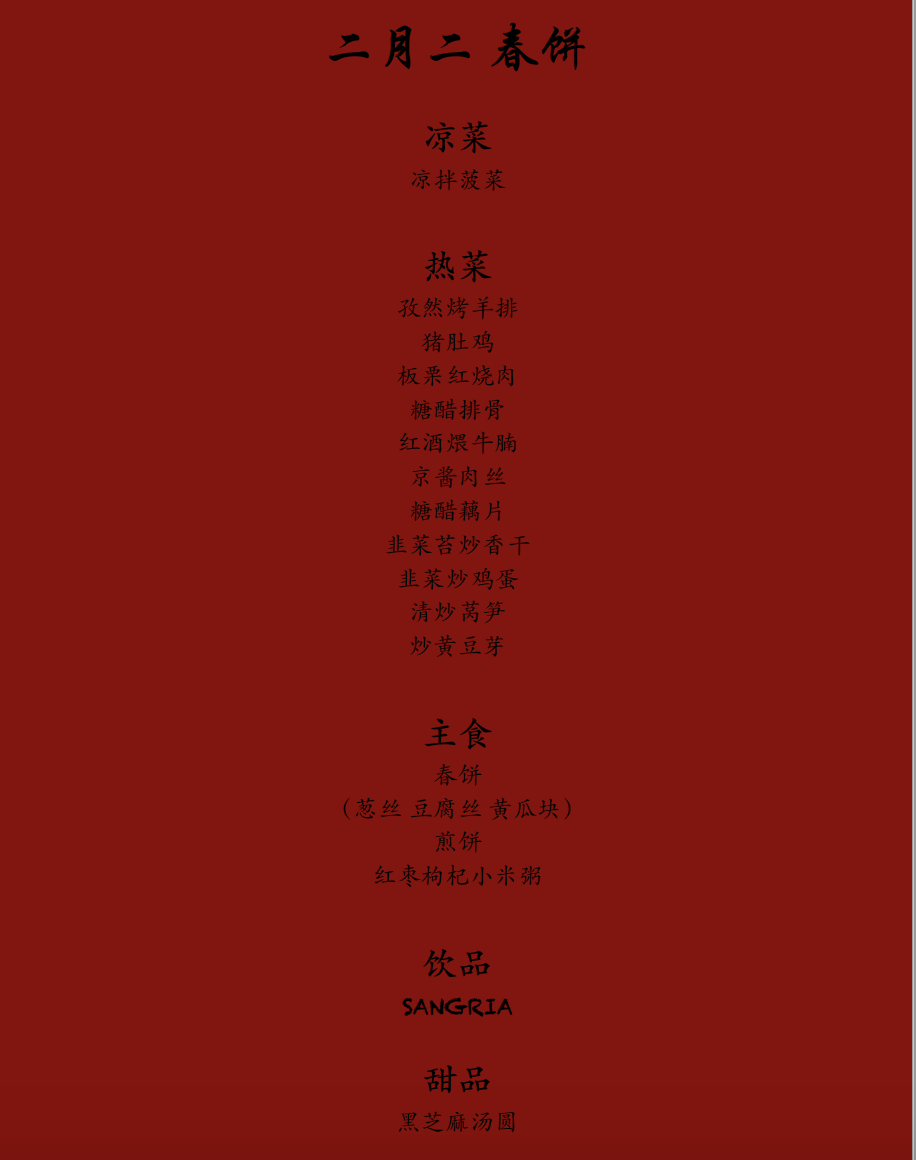 二月二 春饼
凉菜
凉拌菠菜
热菜
孜然烤羊排
猪肚鸡
板栗红烧肉
糖醋排骨
红酒煨牛腩
京酱肉丝
糖醋藕片
韭菜苔炒香干
韭菜炒鸡蛋
清炒莴笋
炒黄豆芽
主食
春饼
（葱丝 豆腐丝 黄瓜块）
煎饼
红枣枸杞小米粥
饮品
SANGRIA
甜品
黑芝麻汤圆